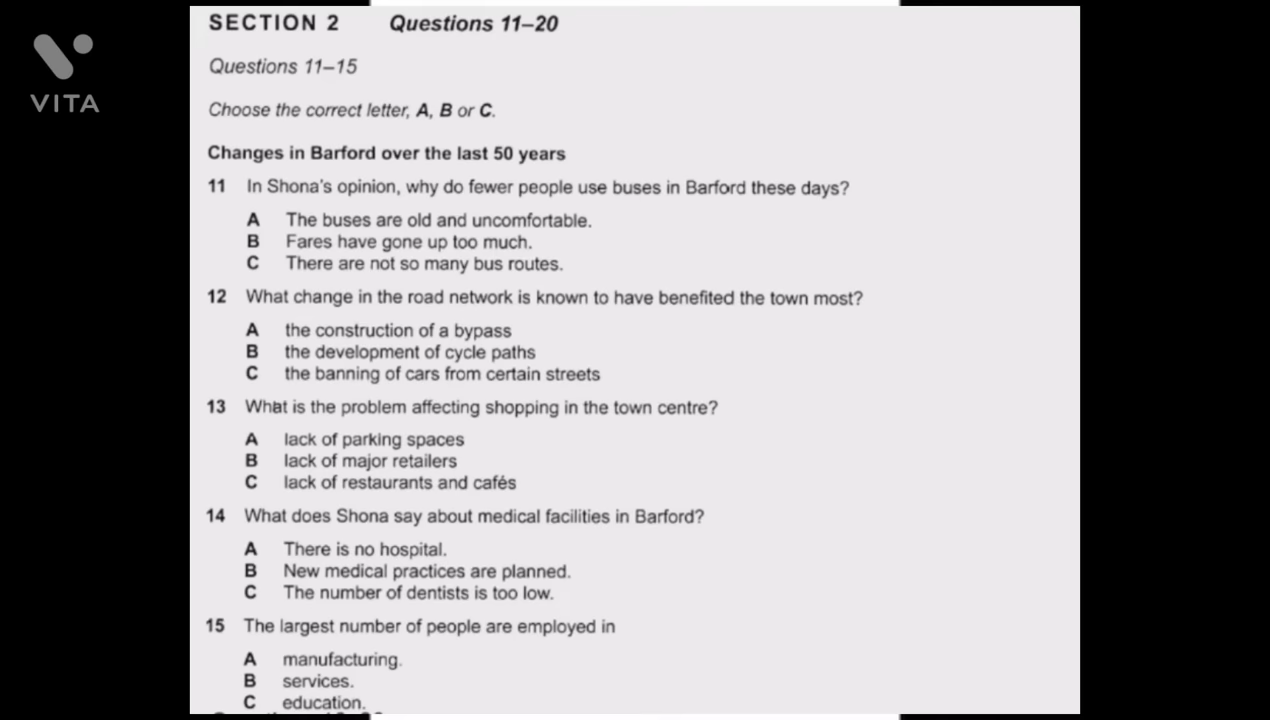 VITA
SECTION 2 Questions 11–20
Questions 11–15
Choose the correct letter, A, B or C.
Changes in Barford over the last 50 years
11 In Shona's opinion, why do fewer people use buses in Barford these days?
A The buses are old and uncomfortable.
B Fares have gone up too much.
C There are not so many bus routes.
12 What change in the road network is known to have benefited the town most?
A the construction of a bypass
B the development of cycle paths
C the banning of cars from certain streets
13 What is the problem affecting shopping in the town centre?
A lack of parking spaces
B lack of major retailers
C lack of restaurants and cafés
14 What does Shona say about medical facilities in Barford?
A There is no hospital.
B New medical practices are planned.
C The number of dentists is too low.
15 The largest number of people are employed in
A manufacturing.
B services.
C education.